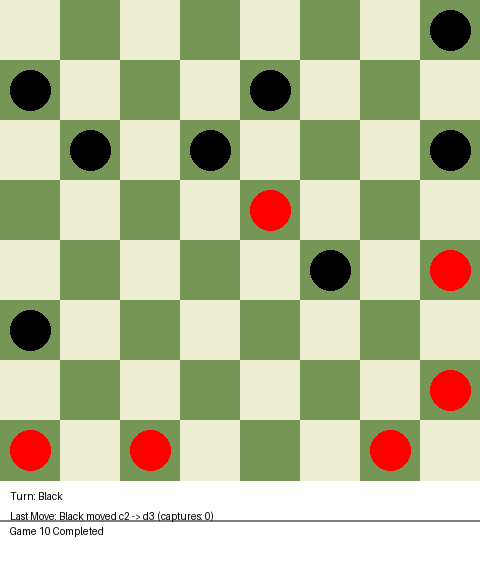 Turn: Black
Last Move: Black moved c2 -> d3 (captures: 0)
Game 10 Completed